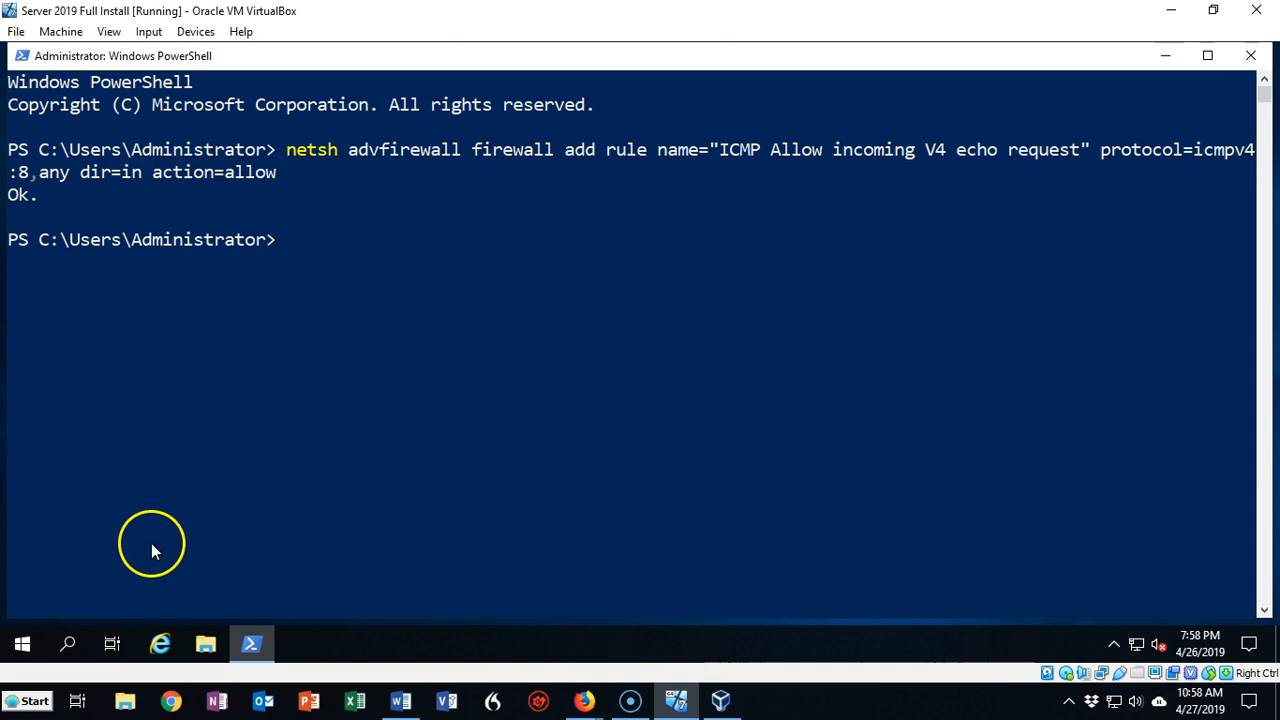 Server 2019 Full Install [Running] - Oracle VM VirtualBox
File Machine View Input Devices Help
Administrator: Windows PowerShell
Windows PowerShell
Copyright (C) Microsoft Corporation. All rights reserved.
PS C:\Users\Administrator> netsh advfirewall firewall add rule name="ICMP Allow incoming V4 echo request" protocol=icmpv4
:8,any dir=in action=allow
Ok.
PS C:\Users\Administrator>
7:58 PM
4/26/2019
Right Ctrl
Start
10:58 AM
4/27/2019